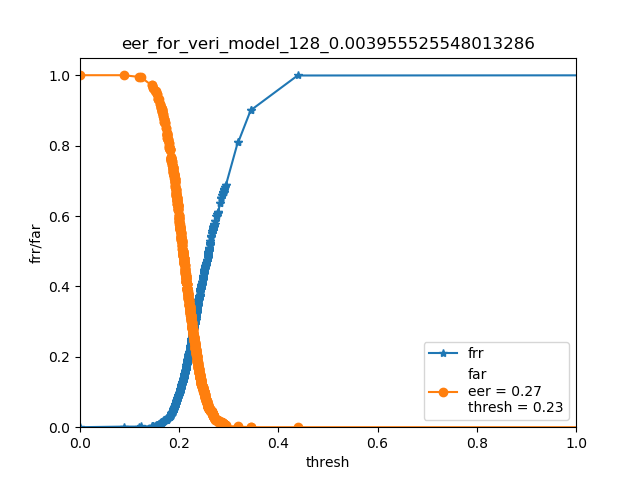 eer_for_veri_model_128_0.003955525548013286
1.0
0.8
0.6
0.4
0.2
0.0
frr/far
0.0 0.2 0.4 0.6 0.8 1.0
thresh
frr
far
eer = 0.27
thresh = 0.23